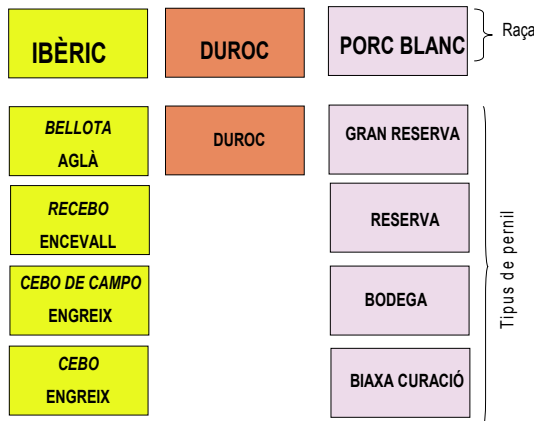 IBÈRIC
DUROC
PORC BLANC
Raça
BELLOTA
AGLÀ
DUROC
GRAN RESERVA
RECEBO
ENCEVALL
RESERVA
CEBO DE CAMPO
ENGREIX
BODEGA
CEBO
ENGREIX
BIAXA CURACIÓ
Tipus de pernil